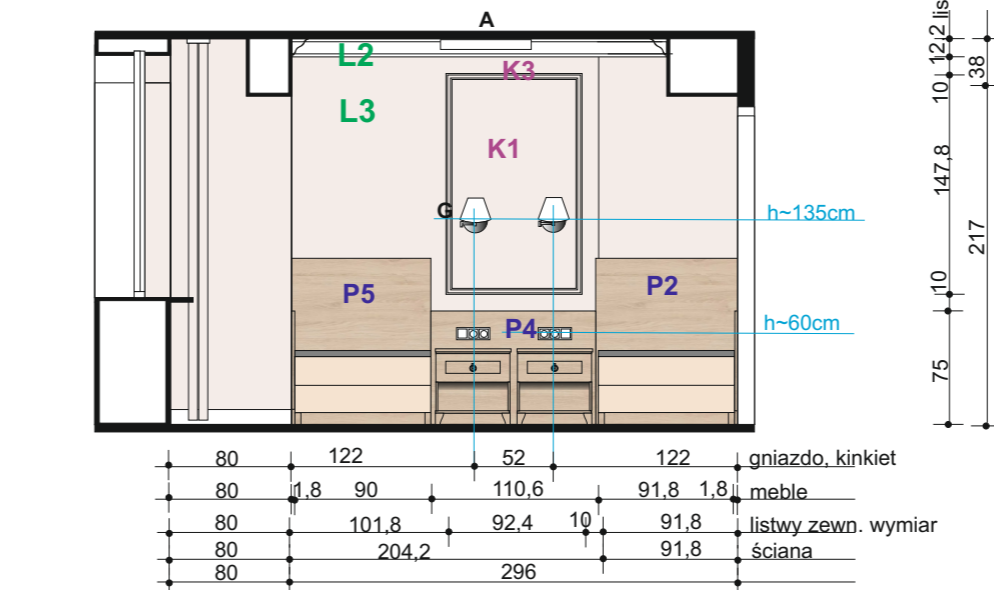 A
L2
K3
L3
K1
G
h~135cm
P5
P2
P4
h~60cm
2 lis
12
38
10
147,8
217
10
75
80 122 52 122 gniazdo, kinkiet
80 1,8 90 110,6 91,8 1,8 meble
80 101,8 92,4 10 91,8 listwy zewn. wymiar
80 204,2 91,8 ściana
80 296